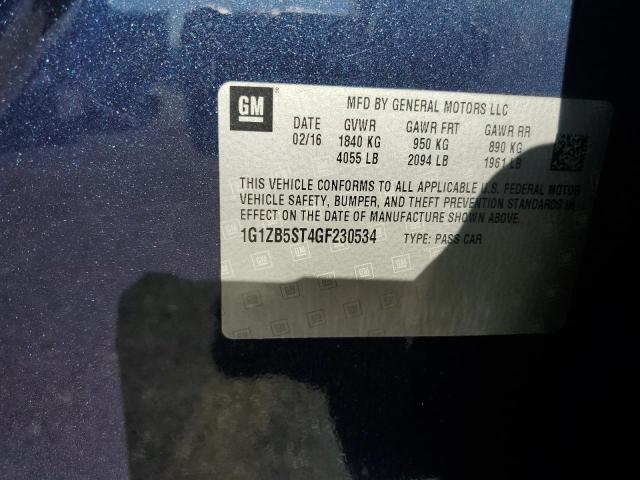 GM ® MFD BY GENERAL MOTORS LLC
DATE GVWR GAWR FRT GAWR RR
02/16 1840 KG 950 KG 890 KG
4055 LB 2094 LB 1961 LB
THIS VEHICLE CONFORMS TO ALL APPLICABLE U.S. FEDERAL MOTOR
VEHICLE SAFETY, BUMPER, AND THEFT PREVENTION STANDARDS IN
EFFECT ON THE DATE OF MANUFACTURE SHOWN ABOVE.
1G1ZB5ST4GF230534 TYPE: PASS CAR